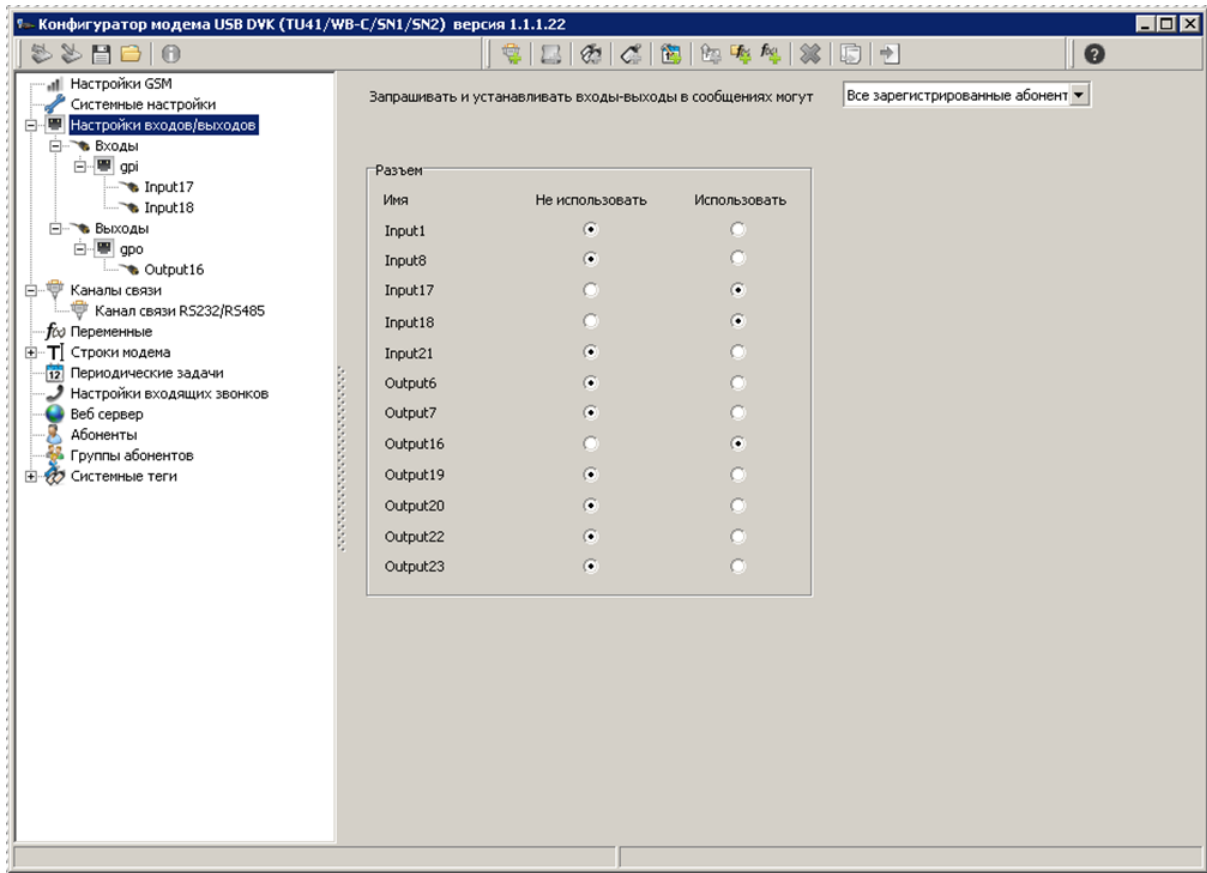 Конфигуратор модема USB DVK (TU41/WB-C/SN1/SN2) версия 1.1.1.22
Настройки GSM
Системные настройки
Настройки входов/выходов
Входы
gpi
Input17
Input18
Выходы
gpo
Output16
Каналы связи
Канал связи RS232/RS485
f(x) Переменные
Строки модема
12 Периодические задачи
Настройки входящих звонков
Веб сервер
Абоненты
Группы абонентов
Системные теги
Запрашивать и устанавливать входы-выходы в сообщениях могут Все зарегистрированные абонент
Разъем
Имя Не использовать Использовать
Input1
Input8
Input17
Input18
Input21
Output6
Output7
Output16
Output19
Output20
Output22
Output23